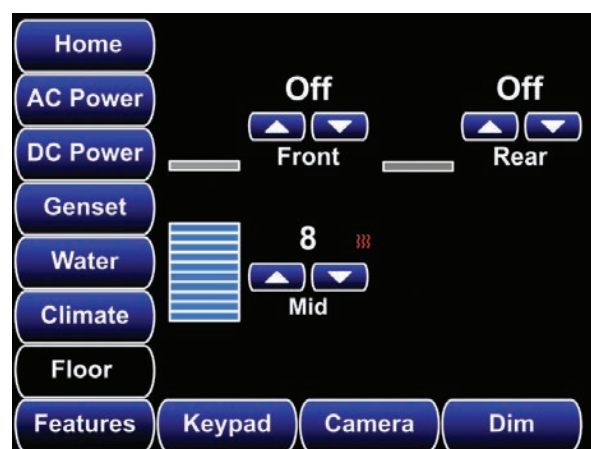 Home
AC Power
DC Power
Genset
Water
Climate
Floor
Features
Keypad
Camera
Dim
Off
Front
Off
Rear
8
Mid